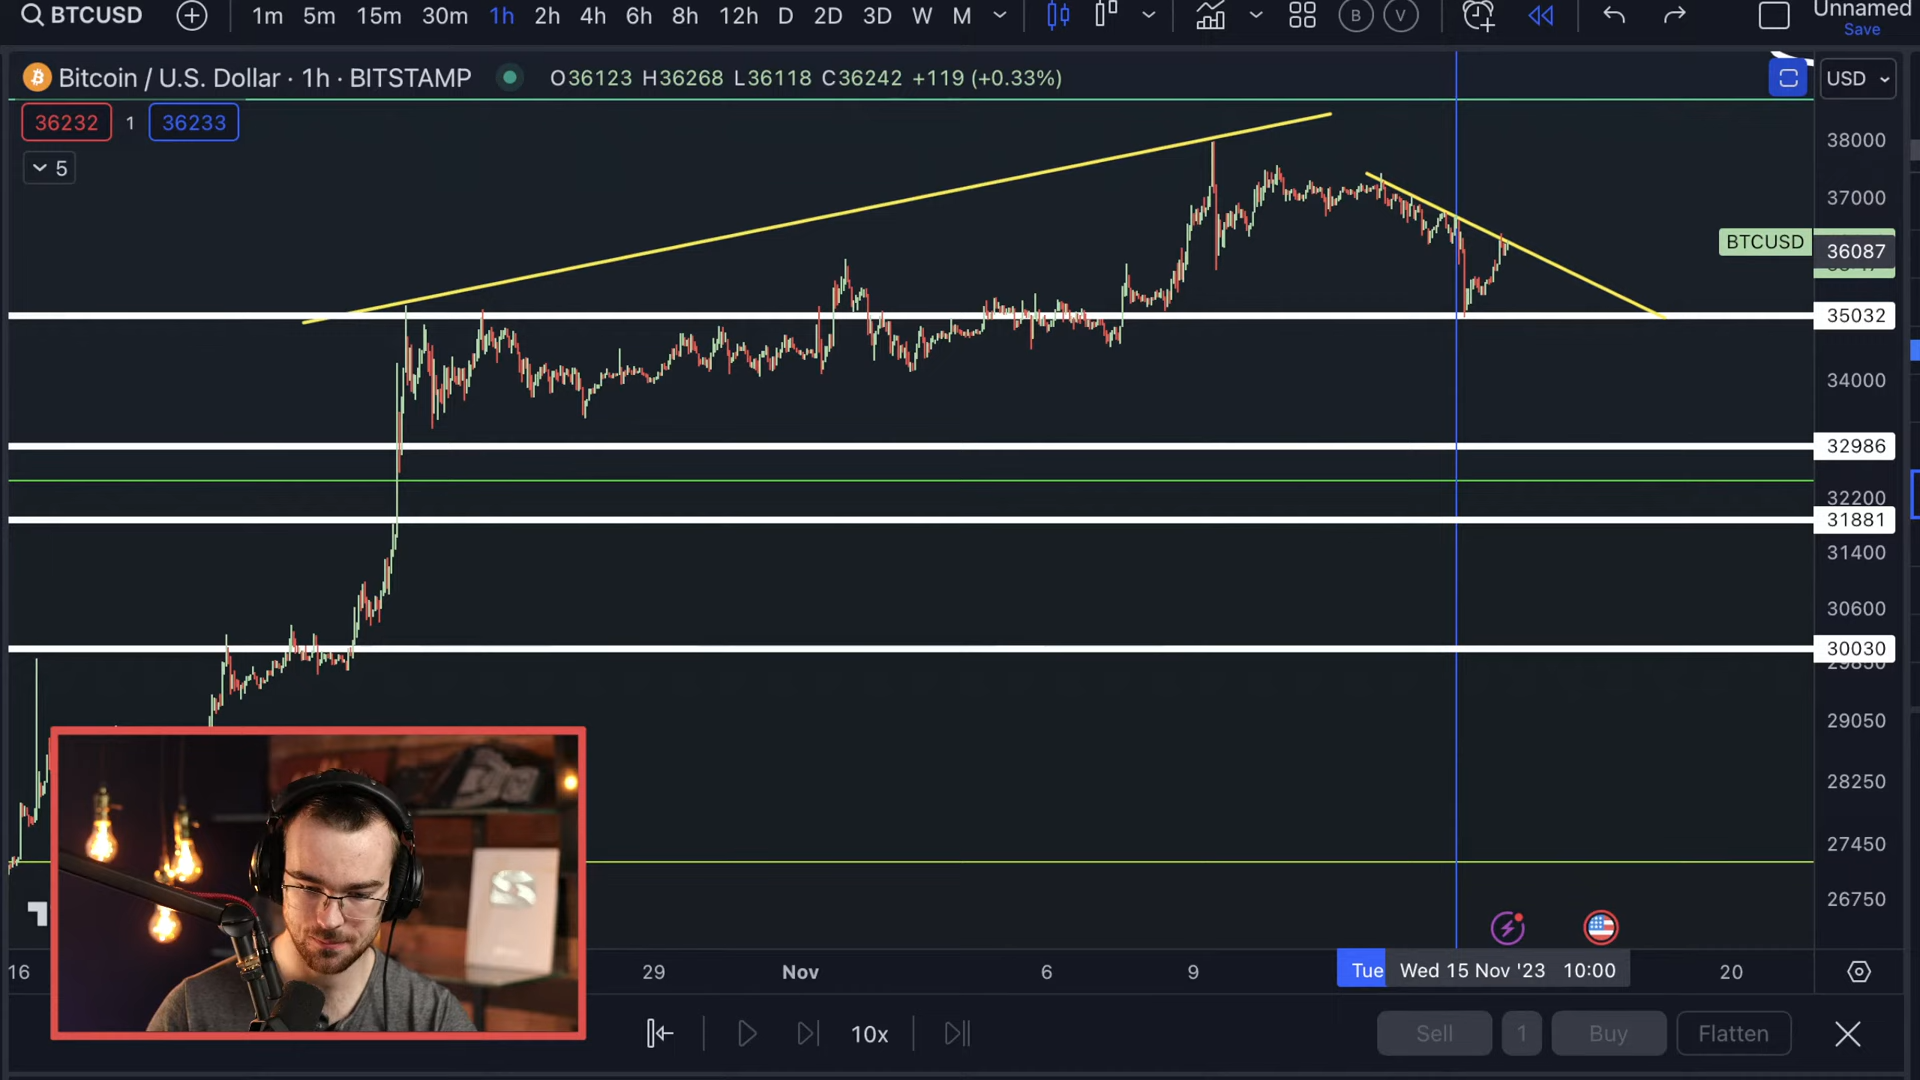 BTCUSD 1m 5m 15m 30m 1h 2h 4h 6h 8h 12h D 2D 3D W M B V Unnamed
Save
Bitcoin / U.S. Dollar · 1h · BITSTAMP O36123 H36268 L36118 C36242 +119 (+0.33%) USD
36232 1 36233
5
38000
37000
BTCUSD 36087
35032
34000
32986
32200
31881
31400
30600
30030
29850
29050
28250
27450
26750
16 29 Nov 6 9 Tue Wed 15 Nov '23 10:00 20
10x Sell 1 Buy Flatten